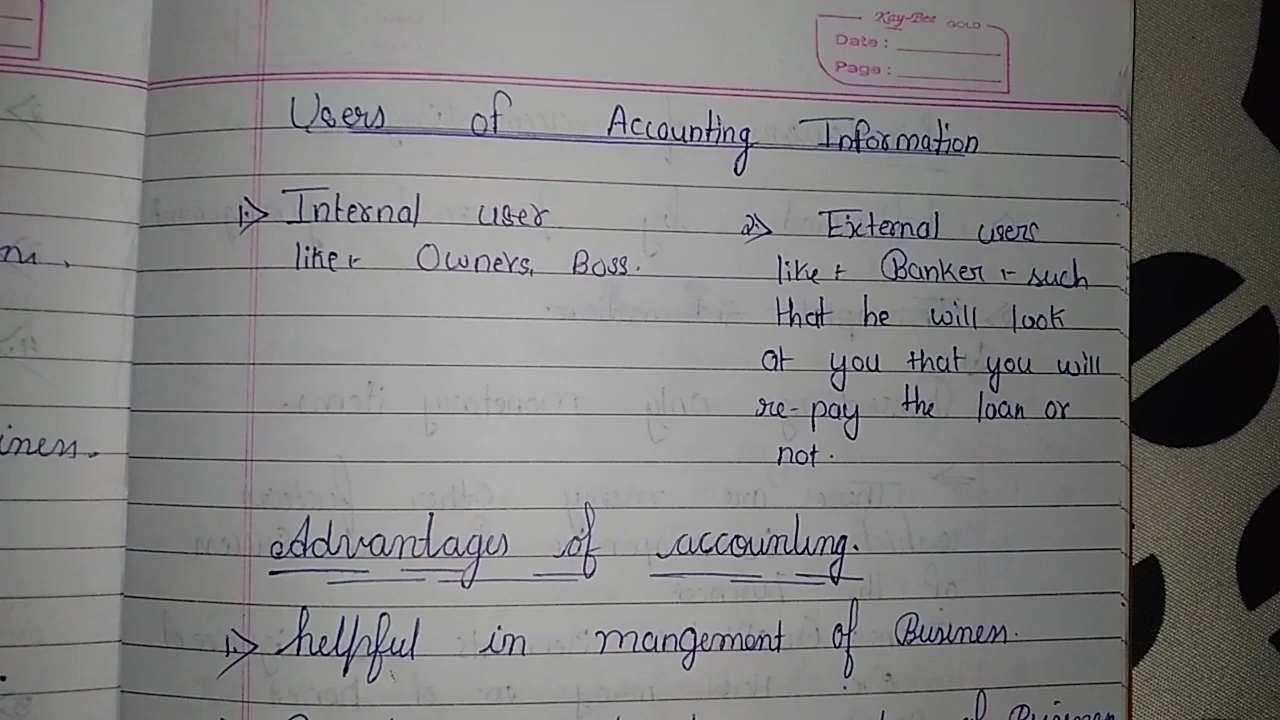 Kay-Bee GOLD
Date :
Page :
Users of Accounting Information
1.> Internal user
like :- Owners, Boss.
2.> External users
like :- Banker :- such
that he will look
at you that you will
re-pay the loan or
not.
Advantages of accounting.
1.> helpful in mangement of Business.